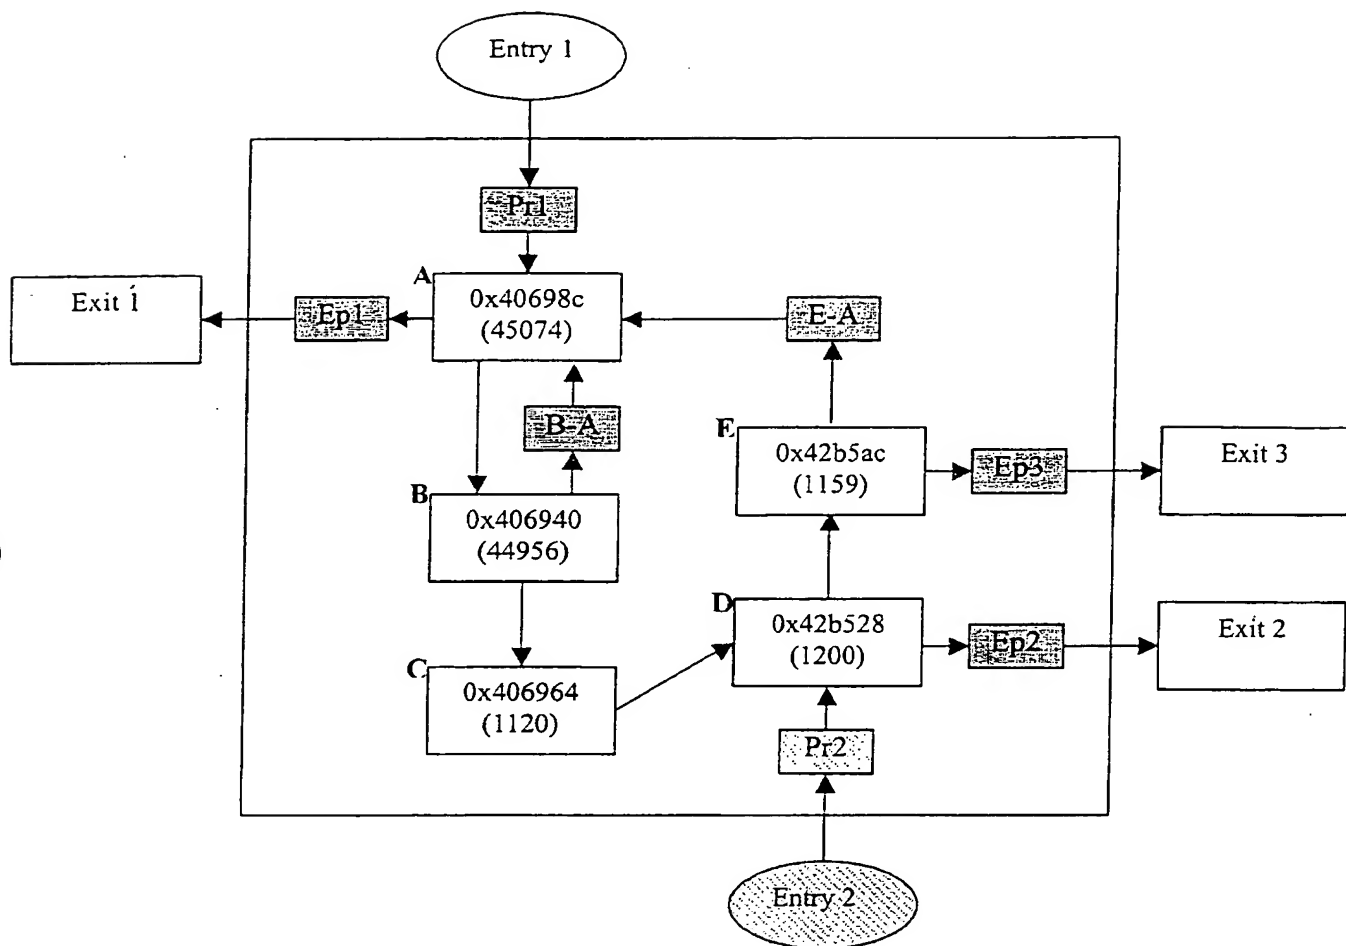 Entry 1
Pr1
A
0x40698c
(45074)
Exit 1
Ep1
E-A
B-A
E
0x42b5ac
(1159)
Ep3
Exit 3
B
0x406940
(44956)
D
0x42b528
(1200)
Ep2
Exit 2
C
0x406964
(1120)
Pr2
Entry 2